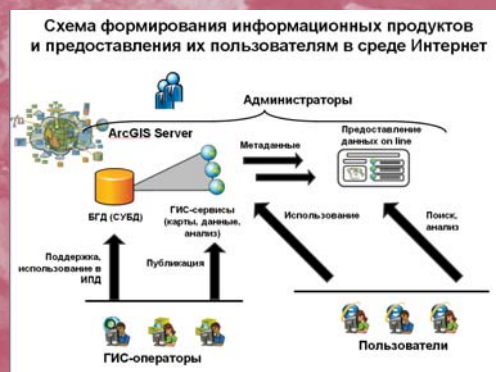 Схема формирования информационных продуктов
и предоставления их пользователям в среде Интернет
Администраторы
ArcGIS Server
Метаданные
Предоставление
данных on line
БГД (СУБД)
ГИС-сервисы
(карты, данные,
анализ)
Использование
Поиск,
анализ
Поддержка,
использование в
ИПД
Публикация
ГИС-операторы
Пользователи